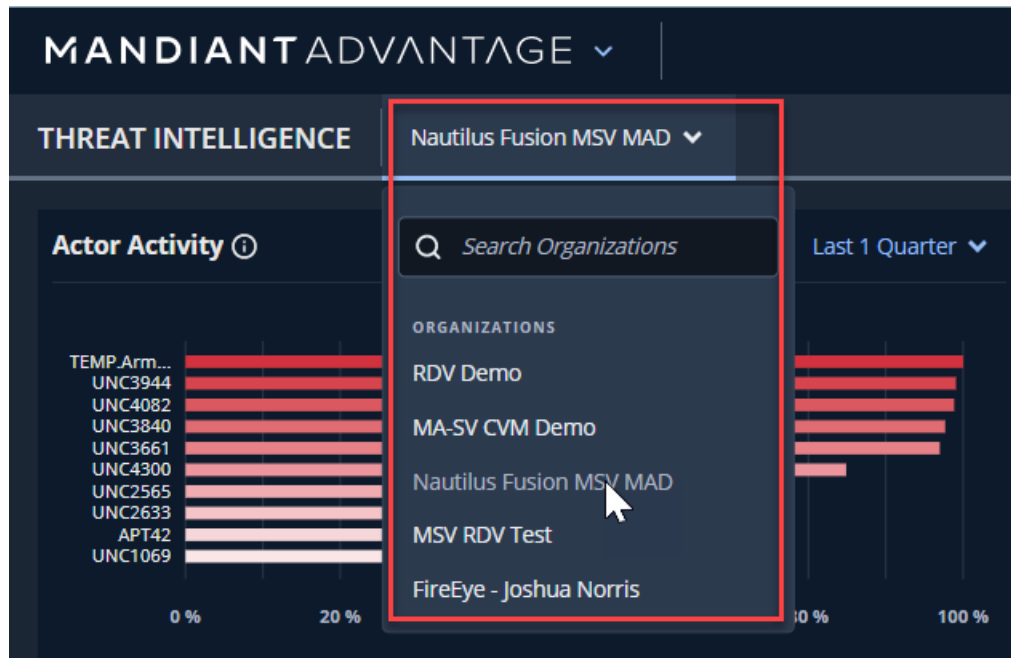 MANDIANT ADVANTAGE
THREAT INTELLIGENCE
Nautilus Fusion MSV MAD
Actor Activity
Search Organizations
Last 1 Quarter
ORGANIZATIONS
RDV Demo
MA-SV CVM Demo
Nautilus Fusion MSV MAD
MSV RDV Test
FireEye - Joshua Norris
TEMP.Arm...
UNC3944
UNC4082
UNC3840
UNC3661
UNC4300
UNC2565
UNC2633
APT42
UNC1069
0 %
20 %
100 %